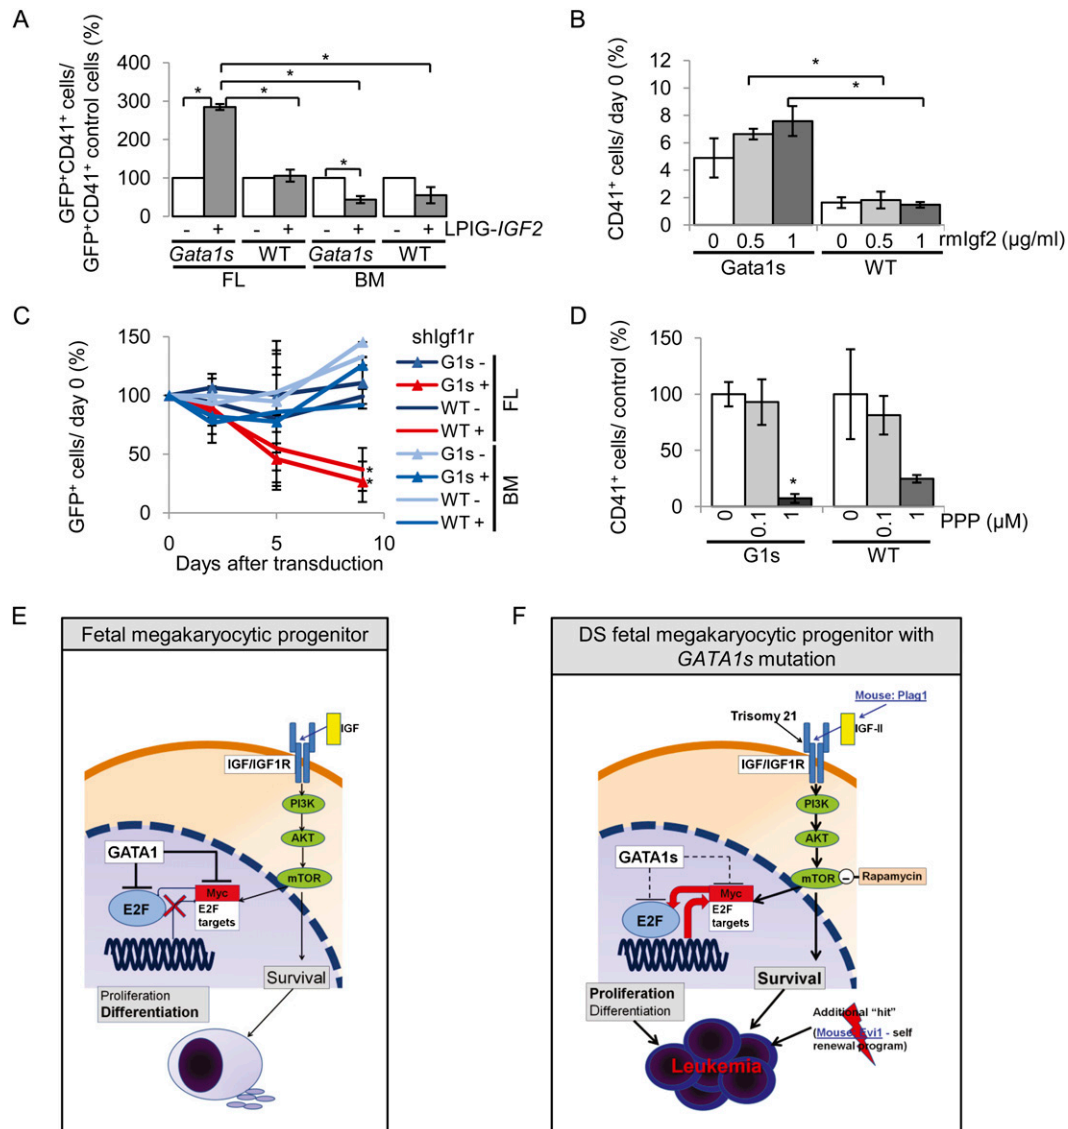 A
GFP+CD41+ cells/
GFP+CD41+ control cells (%)
400
300
200
100
0
*
*
*
*
*
- + - + - + - + LPIG-IGF2
Gata1s WT Gata1s WT
FL BM
B
CD41+ cells/ day 0 (%)
12
10
8
6
4
2
0
*
*
0 0.5 1 0 0.5 1 rmIgf2 (µg/ml)
Gata1s WT
C
GFP+ cells/ day 0 (%)
150
100
50
0
0 5 10
Days after transduction
*
*
shIgf1r
G1s -
G1s +
WT -
WT +
FL
G1s -
G1s +
WT -
WT +
BM
D
CD41+ cells/ control (%)
150
100
50
0
*
0 0.1 1 0 0.1 1 PPP (µM)
G1s WT
E
Fetal megakaryocytic progenitor
IGF
IGF/IGF1R
PI3K
AKT
mTOR
GATA1
Myc
E2F
E2F
targets
Survival
Proliferation
Differentiation
F
DS fetal megakaryocytic progenitor with
GATA1s mutation
Mouse: Plag1
Trisomy 21
IGF-II
IGF/IGF1R
PI3K
AKT
mTOR
–
Rapamycin
GATA1s
Myc
E2F
E2F
targets
Survival
Proliferation
Differentiation
Additional “hit”
(Mouse: Evi1 - self
renewal program)
Leukemia